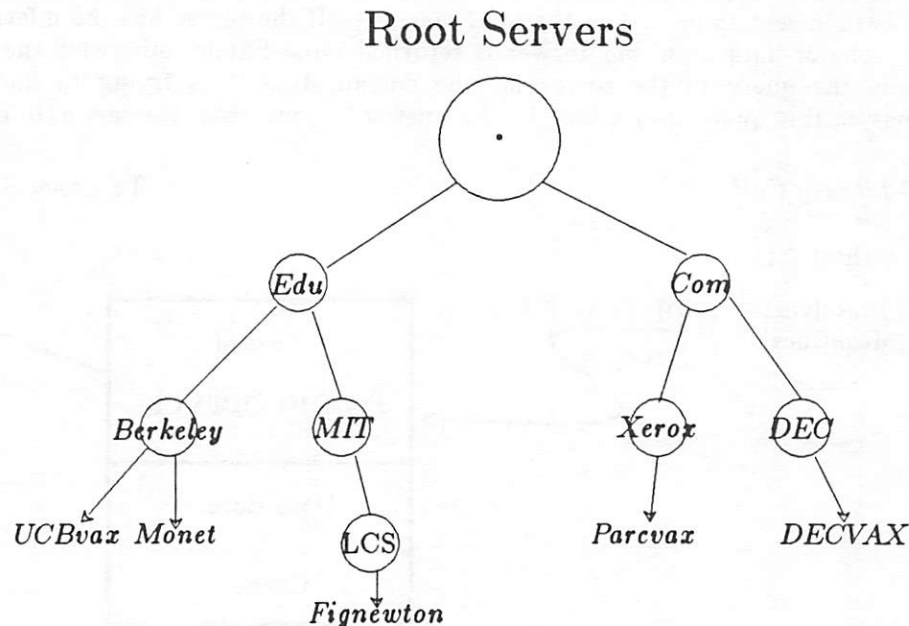 Root Servers
.
Edu
Com
Berkeley
MIT
Xerox
DEC
UCBvax
Monet
LCS
Parcvax
DECVAX
Fignewton